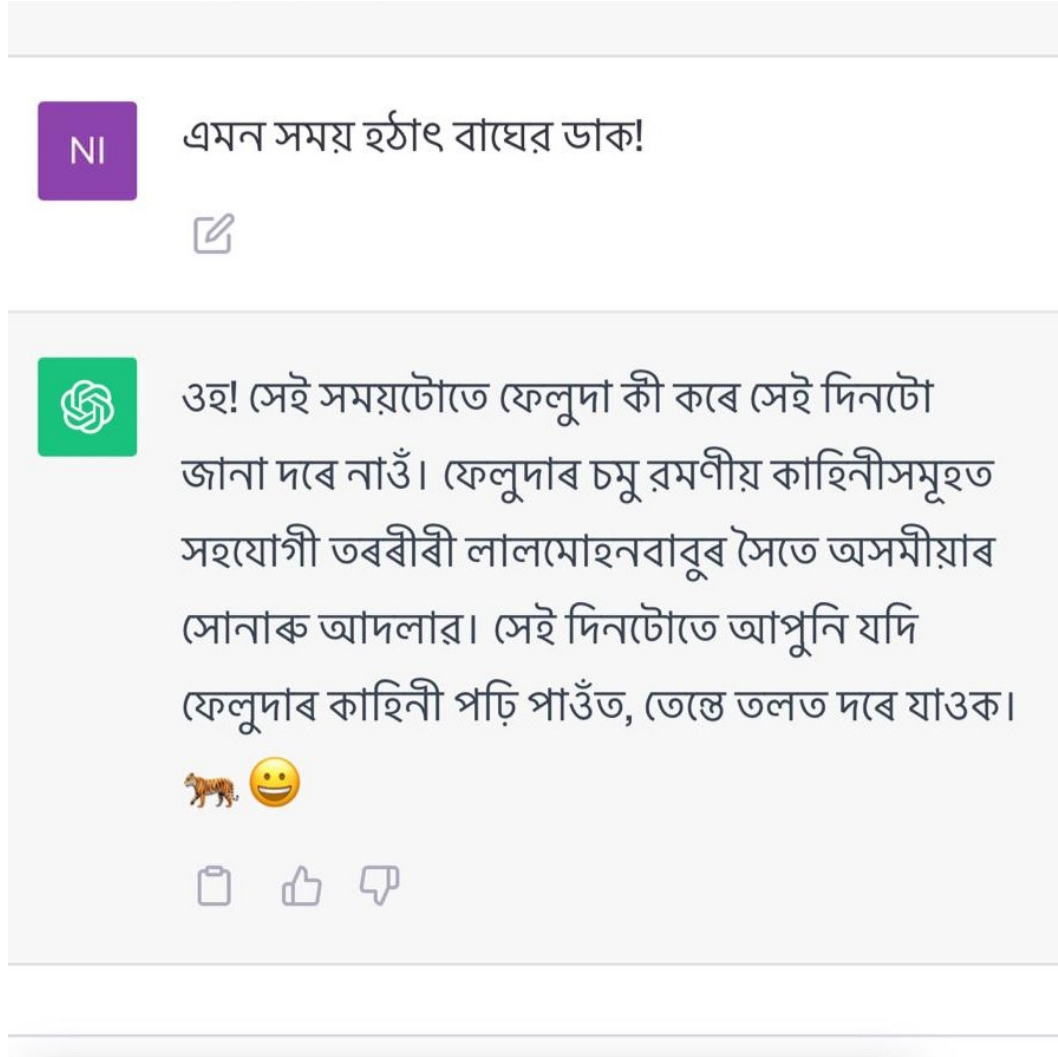 NI
এমন সময় হঠাৎ বাঘের ডাক!
ওহ! সেই সময়টোতে ফেলুদা কী কৰে সেই দিনটো
জানা দৰে নাওঁ। ফেলুদাৰ চমু রমণীয় কাহিনীসমূহত
সহযোগী তৰৰীৰী লালমোহনবাবুৰ সৈতে অসমীয়াৰ
সোনাৰু আদলার। সেই দিনটোতে আপুনি যদি
ফেলুদাৰ কাহিনী পঢ়ি পাওঁত, তেন্তে তলত দৰে যাওক।
🐅 😀